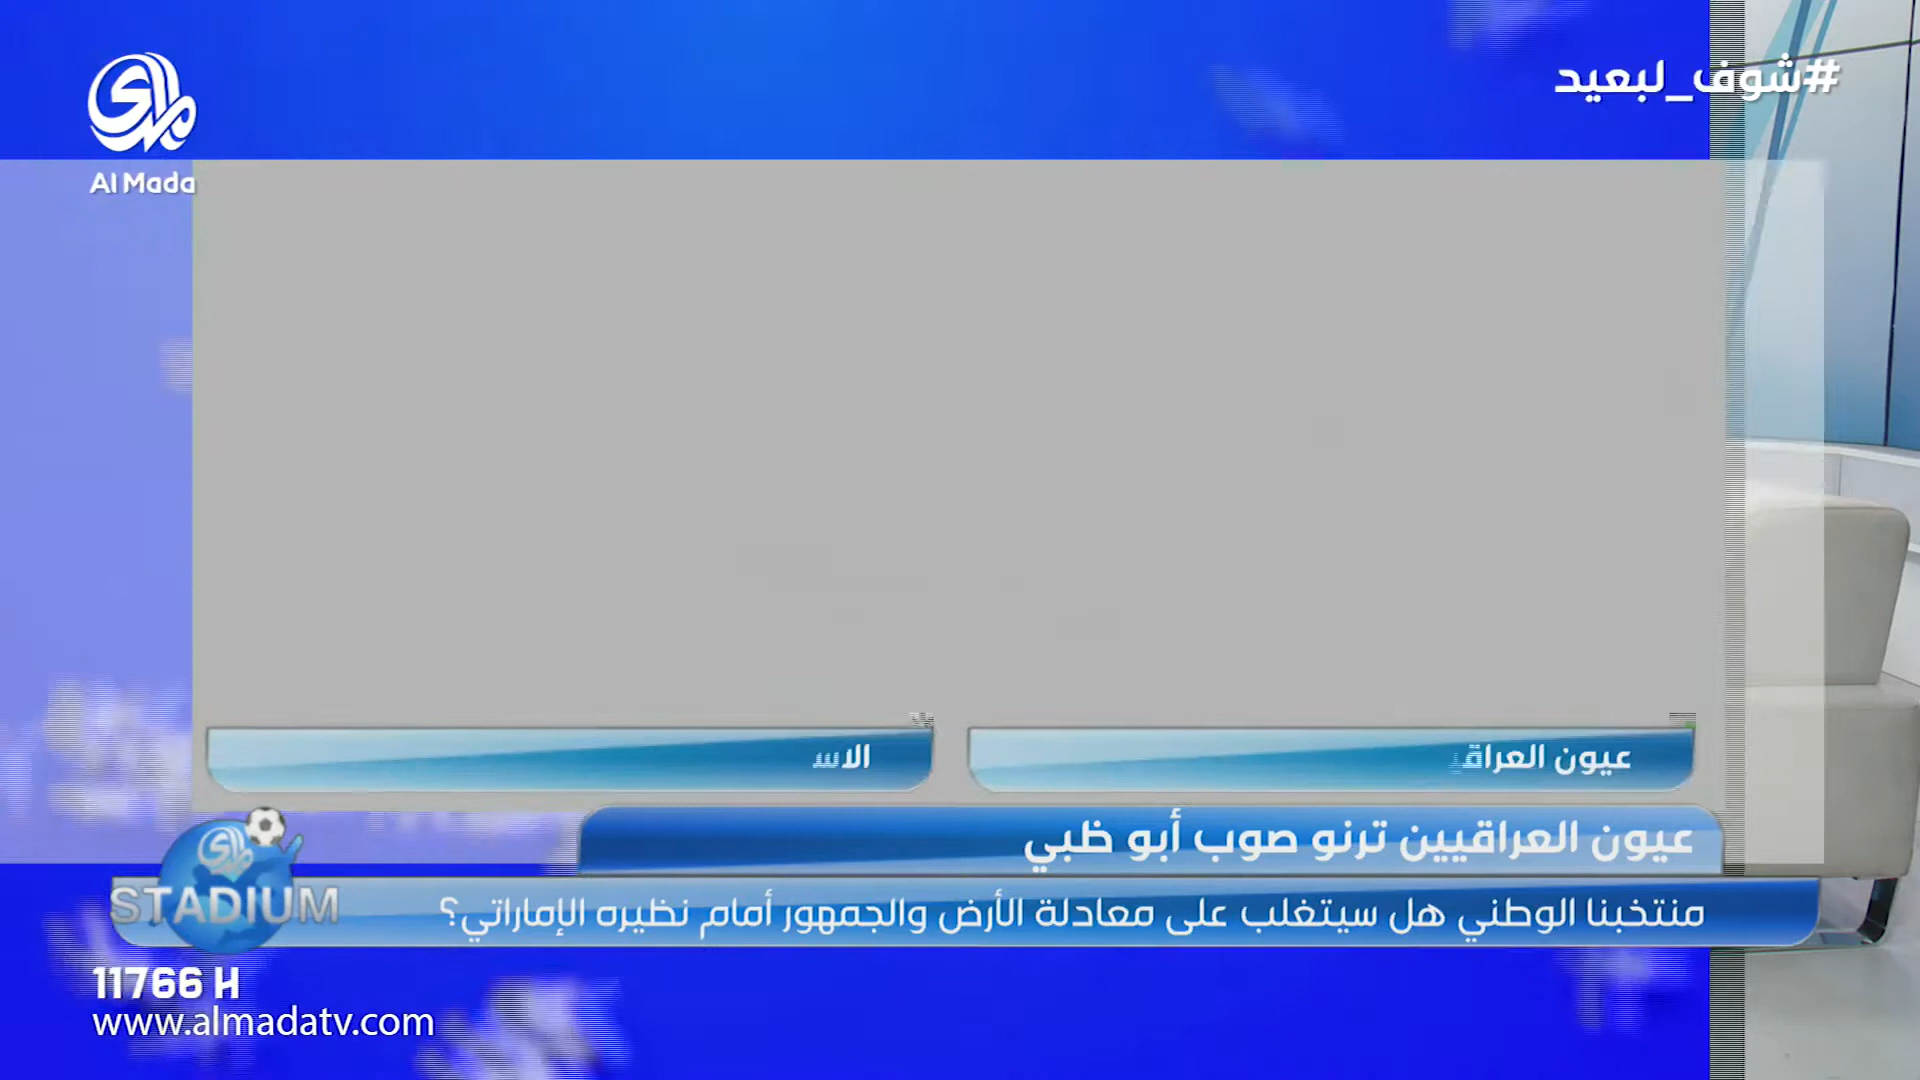 #شوف_لبعيد
Al Mada
عيون العراق
الاس
عيون العراقيين ترنو صوب أبو ظبي
منتخبنا الوطني هل سيتغلب على معادلة الأرض والجمهور أمام نظيره الإماراتي؟
STADIUM
11766 H
www.almadatv.com